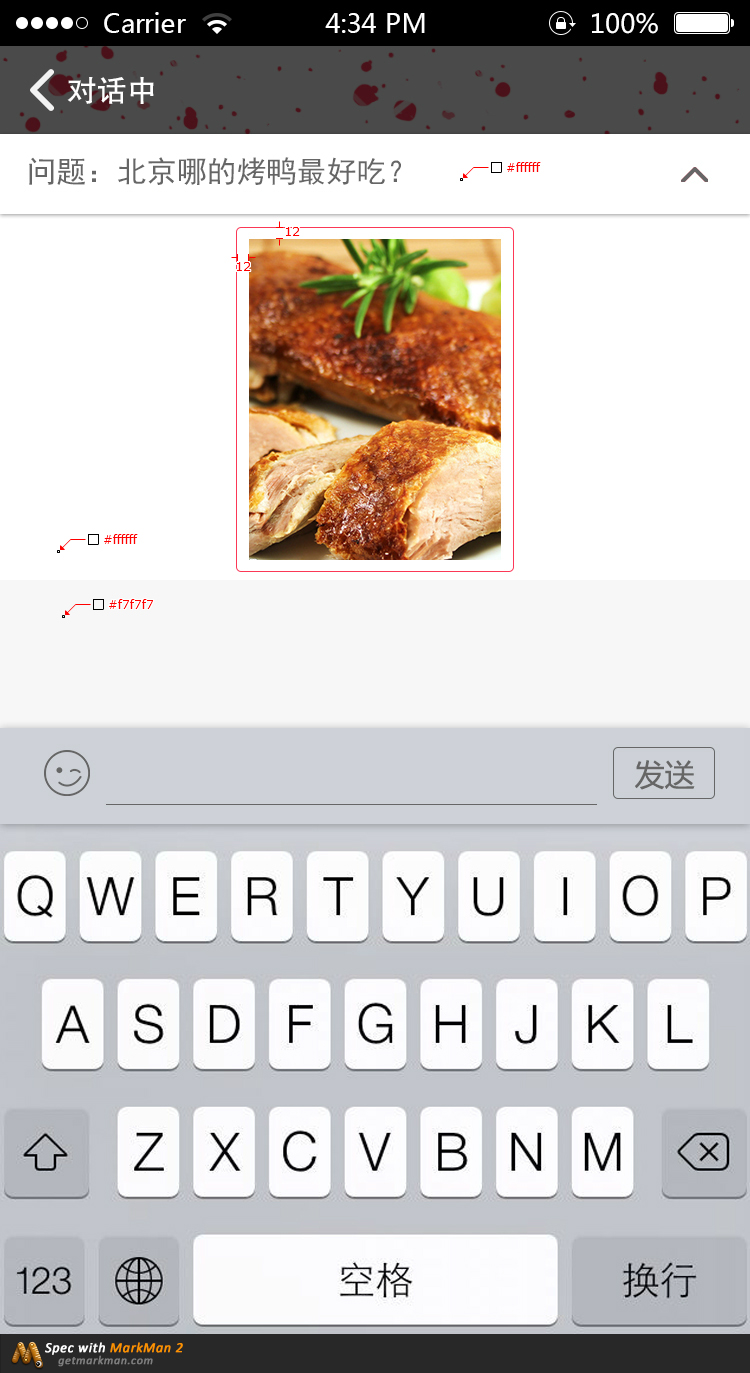 Carrier 4:34 PM 100%
对话中
问题：北京哪的烤鸭最好吃？ #ffffff
12
12
#ffffff
#f7f7f7
发送
Q W E R T Y U I O P
A S D F G H J K L
Z X C V B N M
123 空格 换行
Spec with MarkMan 2
getmarkman.com